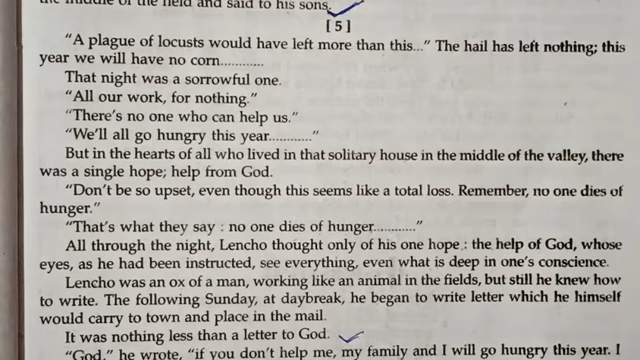 the middle of the field and said to his sons.
[ 5 ]
“A plague of locusts would have left more than this...” The hail has left nothing; this
year we will have no corn............
That night was a sorrowful one.
“All our work, for nothing.”
“There’s no one who can help us.”
“We’ll all go hungry this year............”
But in the hearts of all who lived in that solitary house in the middle of the valley, there
was a single hope; help from God.
“Don’t be so upset, even though this seems like a total loss. Remember, no one dies of
hunger.”
“That’s what they say : no one dies of hunger............”
All through the night, Lencho thought only of his one hope : the help of God, whose
eyes, as he had been instructed, see everything, even what is deep in one’s conscience.
Lencho was an ox of a man, working like an animal in the fields, but still he knew how
to write. The following Sunday, at daybreak, he began to write letter which he himself
would carry to town and place in the mail.
It was nothing less than a letter to God.
“God,” he wrote, “if you don’t help me, my family and I will go hungry this year. I